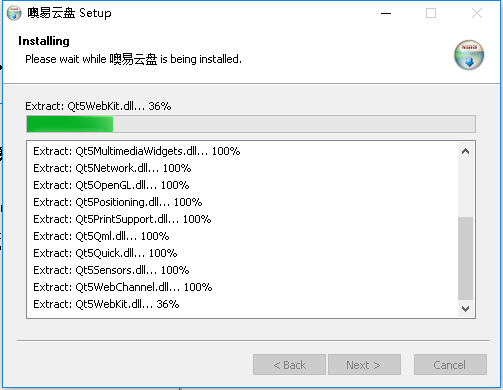 噢易云盘 Setup
Installing
Please wait while 噢易云盘 is being installed.
Extract: Qt5WebKit.dll... 36%
Extract: Qt5MultimediaWidgets.dll... 100%
Extract: Qt5Network.dll... 100%
Extract: Qt5OpenGL.dll... 100%
Extract: Qt5Positioning.dll... 100%
Extract: Qt5PrintSupport.dll... 100%
Extract: Qt5Qml.dll... 100%
Extract: Qt5Quick.dll... 100%
Extract: Qt5Sensors.dll... 100%
Extract: Qt5WebChannel.dll... 100%
Extract: Qt5WebKit.dll... 36%
< Back
Next >
Cancel